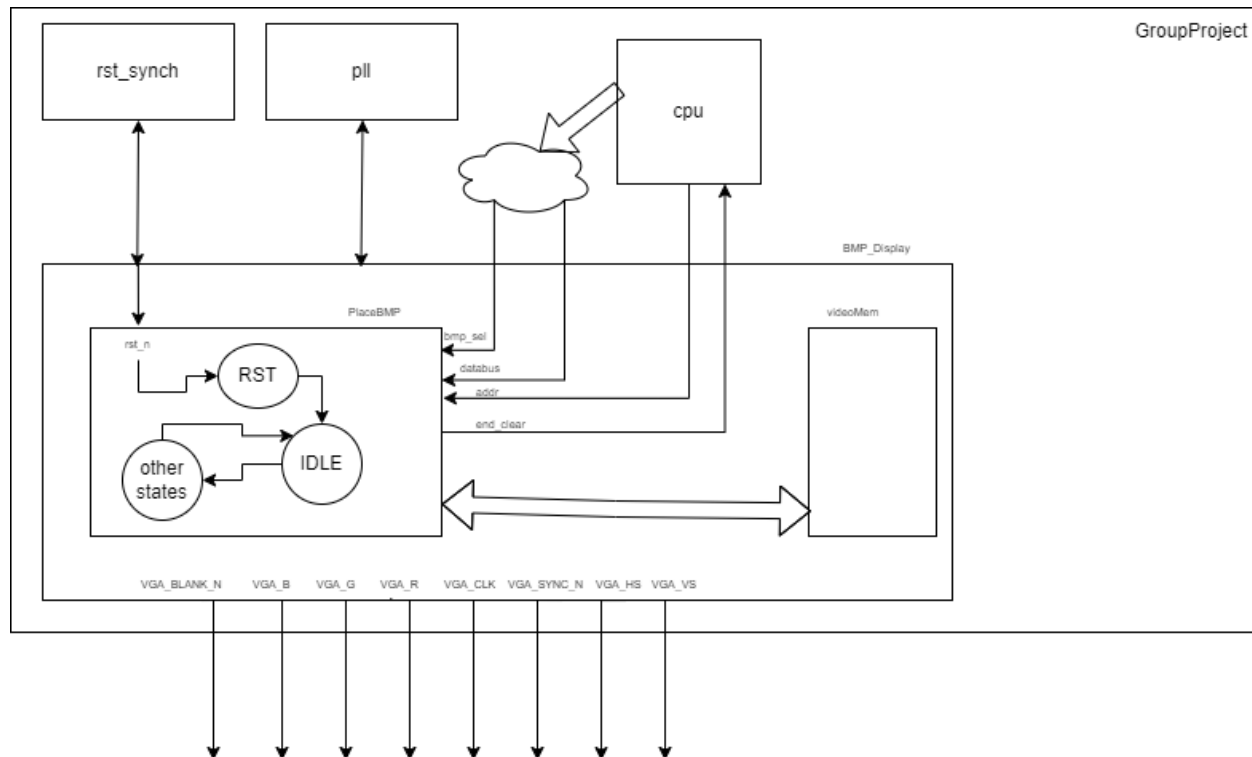 GroupProject
rst_synch
pll
cpu
BMP_Display
PlaceBMP
videoMem
rst_n
bmp_sel
RST
databus
addr
end_clear
IDLE
other
states
VGA_BLANK_N
VGA_B
VGA_G
VGA_R
VGA_CLK
VGA_SYNC_N
VGA_HS
VGA_VS